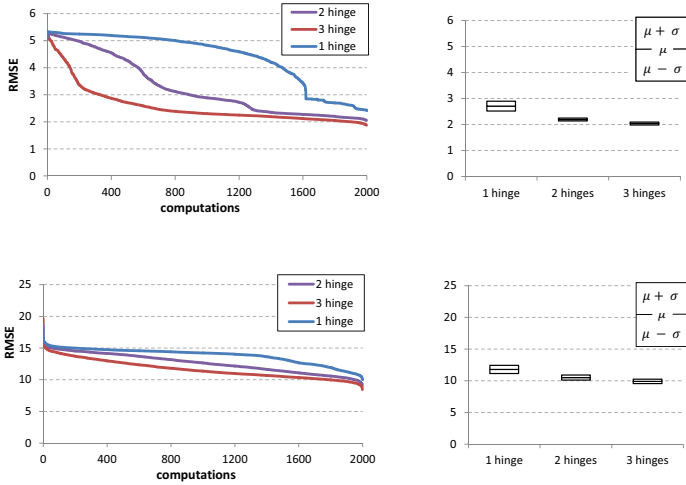 6
5
4
3
2
1
0
RMSE
0
400
800
1200
1600
2000
computations
2 hinge
3 hinge
1 hinge
6
5
4
3
2
1
0
1 hinge
2 hinges
3 hinges
μ + σ
μ
μ − σ
25
20
15
10
5
0
RMSE
0
400
800
1200
1600
2000
computations
2 hinge
3 hinge
1 hinge
25
20
15
10
5
0
1 hinge
2 hinges
3 hinges
μ + σ
μ
μ − σ